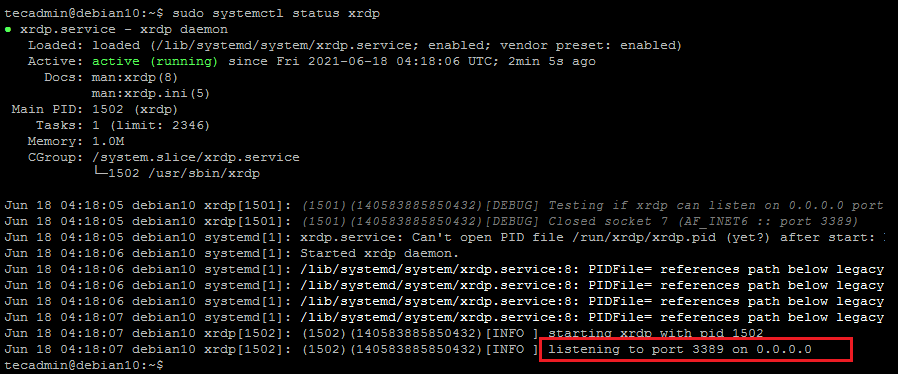 tecadmin@debian10:~$ sudo systemctl status xrdp
● xrdp.service - xrdp daemon
   Loaded: loaded (/lib/systemd/system/xrdp.service; enabled; vendor preset: enabled)
   Active: active (running) since Fri 2021-06-18 04:18:06 UTC; 2min 5s ago
     Docs: man:xrdp(8)
           man:xrdp.ini(5)
 Main PID: 1502 (xrdp)
    Tasks: 1 (limit: 2346)
   Memory: 1.0M
   CGroup: /system.slice/xrdp.service
           └─1502 /usr/sbin/xrdp

Jun 18 04:18:05 debian10 xrdp[1501]: (1501)(140583885850432)[DEBUG] Testing if xrdp can listen on 0.0.0.0 port
Jun 18 04:18:05 debian10 xrdp[1501]: (1501)(140583885850432)[DEBUG] Closed socket 7 (AF_INET6 :: port 3389)
Jun 18 04:18:05 debian10 systemd[1]: xrdp.service: Can't open PID file /run/xrdp/xrdp.pid (yet?) after start:
Jun 18 04:18:06 debian10 systemd[1]: Started xrdp daemon.
Jun 18 04:18:06 debian10 systemd[1]: /lib/systemd/system/xrdp.service:8: PIDFile= references path below legacy
Jun 18 04:18:06 debian10 systemd[1]: /lib/systemd/system/xrdp.service:8: PIDFile= references path below legacy
Jun 18 04:18:06 debian10 systemd[1]: /lib/systemd/system/xrdp.service:8: PIDFile= references path below legacy
Jun 18 04:18:07 debian10 systemd[1]: /lib/systemd/system/xrdp.service:8: PIDFile= references path below legacy
Jun 18 04:18:07 debian10 xrdp[1502]: (1502)(140583885850432)[INFO ] starting xrdp with pid 1502
Jun 18 04:18:07 debian10 xrdp[1502]: (1502)(140583885850432)[INFO ] listening to port 3389 on 0.0.0.0
tecadmin@debian10:~$